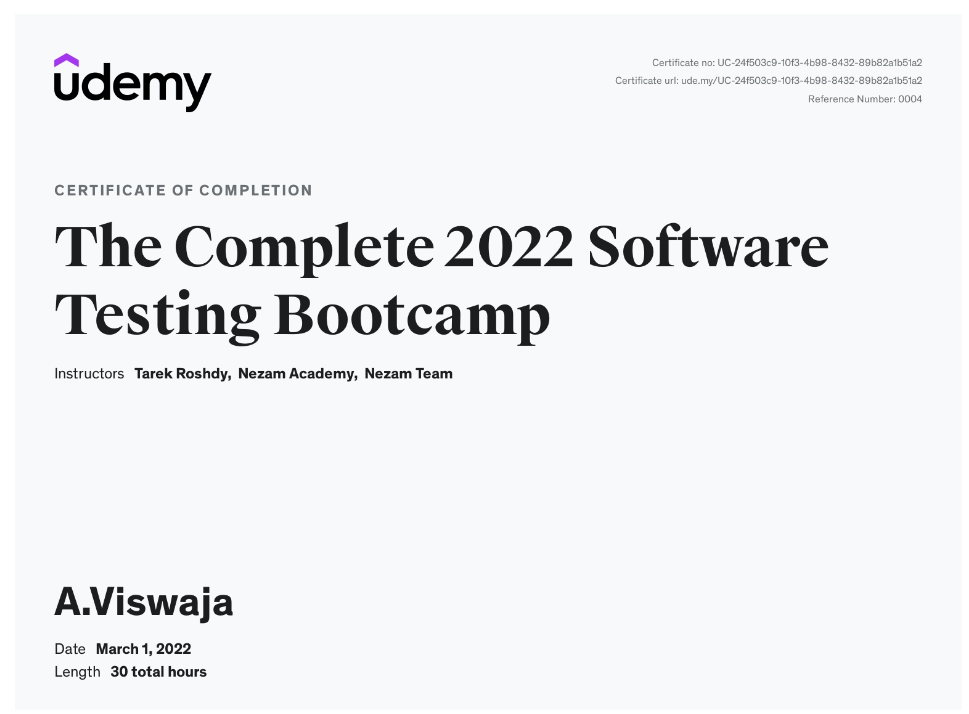 udemy
Certificate no: UC-24f503c9-10f3-4b98-8432-89b82a1b51a2
Certificate url: ude.my/UC-24f503c9-10f3-4b98-8432-89b82a1b51a2
Reference Number: 0004
CERTIFICATE OF COMPLETION
The Complete 2022 Software
Testing Bootcamp
Instructors Tarek Roshdy, Nezam Academy, Nezam Team
A.Viswaja
Date March 1, 2022
Length 30 total hours